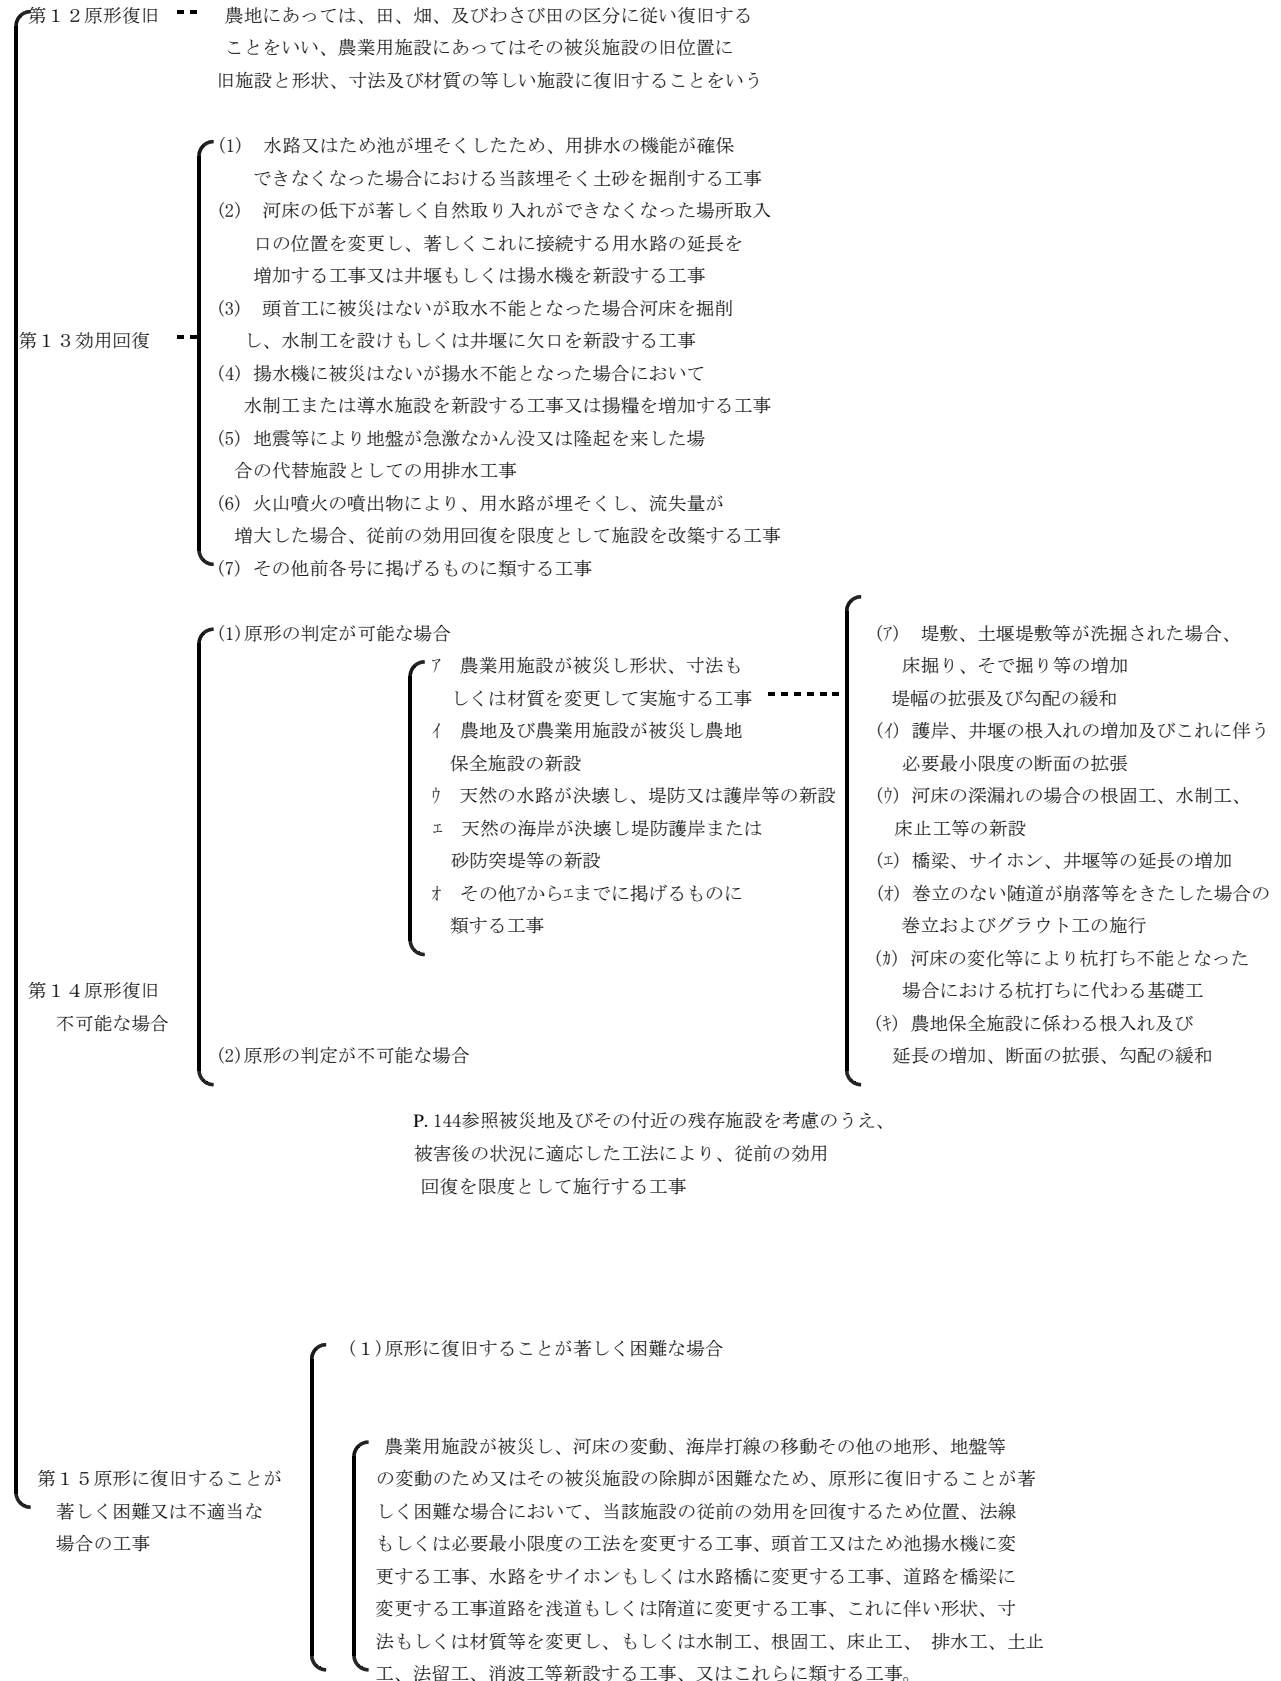 第１２原形復旧　農地にあっては、田、畑、及びわさび田の区分に従い復旧する
ことをいい、農業用施設にあってはその被災施設の旧位置に
旧施設と形状、寸法及び材質の等しい施設に復旧することをいう
第１３効用回復
(1)　水路又はため池が埋そくしたため、用排水の機能が確保
できなくなった場合における当該埋そく土砂を掘削する工事
(2)　河床の低下が著しく自然取り入れができなくなった場所取入
口の位置を変更し、著しくこれに接続する用水路の延長を
増加する工事又は井堰もしくは揚水機を新設する工事
(3)　頭首工に被災はないが取水不能となった場合河床を掘削
し、水制工を設けもしくは井堰に欠口を新設する工事
(4) 揚水機に被災はないが揚水不能となった場合において
水制工または導水施設を新設する工事又は揚糧を増加する工事
(5) 地震等により地盤が急激なかん没又は隆起を来した場
合の代替施設としての用排水工事
(6) 火山噴火の噴出物により、用水路が埋そくし、流失量が
増大した場合、従前の効用回復を限度として施設を改築する工事
(7) その他前各号に掲げるものに類する工事
第１４原形復旧
不可能な場合
(1)原形の判定が可能な場合
ｱ　農業用施設が被災し形状、寸法も
しくは材質を変更して実施する工事
ｲ　農地及び農業用施設が被災し農地
保全施設の新設
ｳ　天然の水路が決壊し、堤防又は護岸等の新設
ｪ　天然の海岸が決壊し堤防護岸または
砂防突堤等の新設
ｵ　その他ｱからｪまでに掲げるものに
類する工事
(ｱ)　堤敷、土堰堤敷等が洗掘された場合、
床掘り、そで掘り等の増加
堤幅の拡張及び勾配の緩和
(ｲ) 護岸、井堰の根入れの増加及びこれに伴う
必要最小限度の断面の拡張
(ｳ) 河床の深漏れの場合の根固工、水制工、
床止工等の新設
(ｪ) 橋梁、サイホン、井堰等の延長の増加
(ｵ) 巻立のない随道が崩落等をきたした場合の
巻立およびグラウト工の施行
(ｶ) 河床の変化等により杭打ち不能となった
場合における杭打ちに代わる基礎工
(ｷ) 農地保全施設に係わる根入れ及び
延長の増加、断面の拡張、勾配の緩和
(2)原形の判定が不可能な場合
P.144参照被災地及びその付近の残存施設を考慮のうえ、
被害後の状況に適応した工法により、従前の効用
回復を限度として施行する工事
第１５原形に復旧することが
著しく困難又は不適当な
場合の工事
(１)原形に復旧することが著しく困難な場合
農業用施設が被災し、河床の変動、海岸打線の移動その他の地形、地盤等
の変動のため又はその被災施設の除脚が困難なため、原形に復旧することが著
しく困難な場合において、当該施設の従前の効用を回復するため位置、法線
もしくは必要最小限度の工法を変更する工事、頭首工又はため池揚水機に変
更する工事、水路をサイホンもしくは水路橋に変更する工事、道路を橋梁に
変更する工事道路を浅道もしくは隋道に変更する工事、これに伴い形状、寸
法もしくは材質等を変更し、もしくは水制工、根固工、床止工、　排水工、土止
工、法留工、消波工等新設する工事、又はこれらに類する工事。